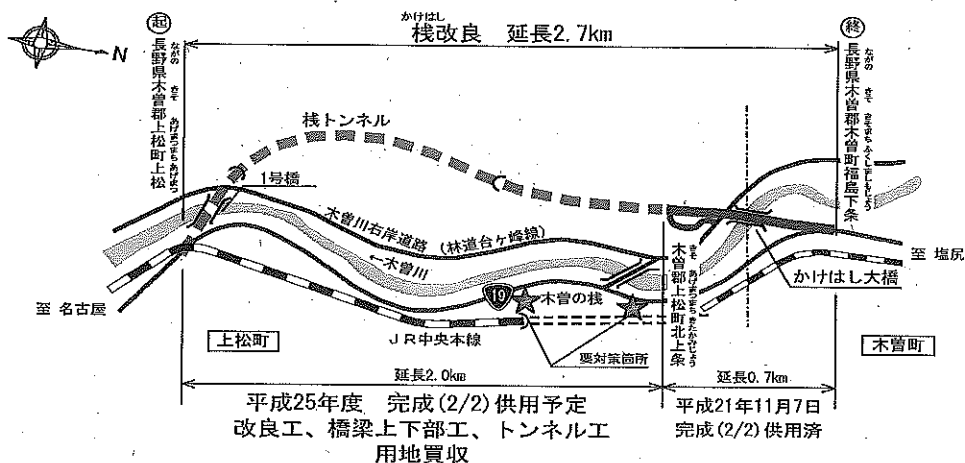 かけはし
桟改良 延長2.7km
N
起
長野県木曽郡上松町上松
ながの きそ あげまつまちあげまつ
終
長野県木曽郡木曽町福島下条
ながの きそ きそまちふくしましもじょう
桟トンネル
1号橋
木曽川右岸道路 (林道台ヶ峰線)
←木曽川
19
木曽の桟
JR中央本線
要対策箇所
木曽郡上松町北上条
きそ あげまつまちきたかみじょう
かけはし大橋
至 塩尻
至 名古屋
上松町
木曽町
延長2.0km
延長0.7km
平成25年度 完成(2/2)供用予定
改良工、橋梁上下部工、トンネル工
用地買収
平成21年11月7日
完成(2/2)供用済